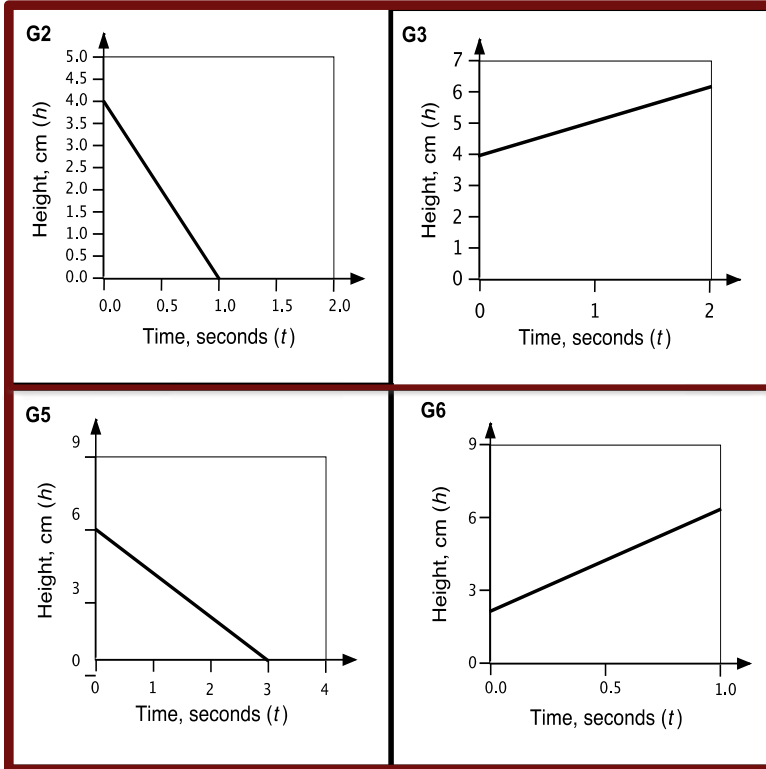 G2
5.0
4.5
4.0
3.5
3.0
2.5
2.0
1.5
1.0
0.5
0.0
Height, cm (h)
0.0 0.5 1.0 1.5 2.0
Time, seconds (t)
G3
7
6
5
4
3
2
1
0
Height, cm (h)
0 1 2
Time, seconds (t)
G5
9
6
3
0
Height, cm (h)
0 1 2 3 4
Time, seconds (t)
G6
9
6
3
0
Height, cm (h)
0.0 0.5 1.0
Time, seconds (t)